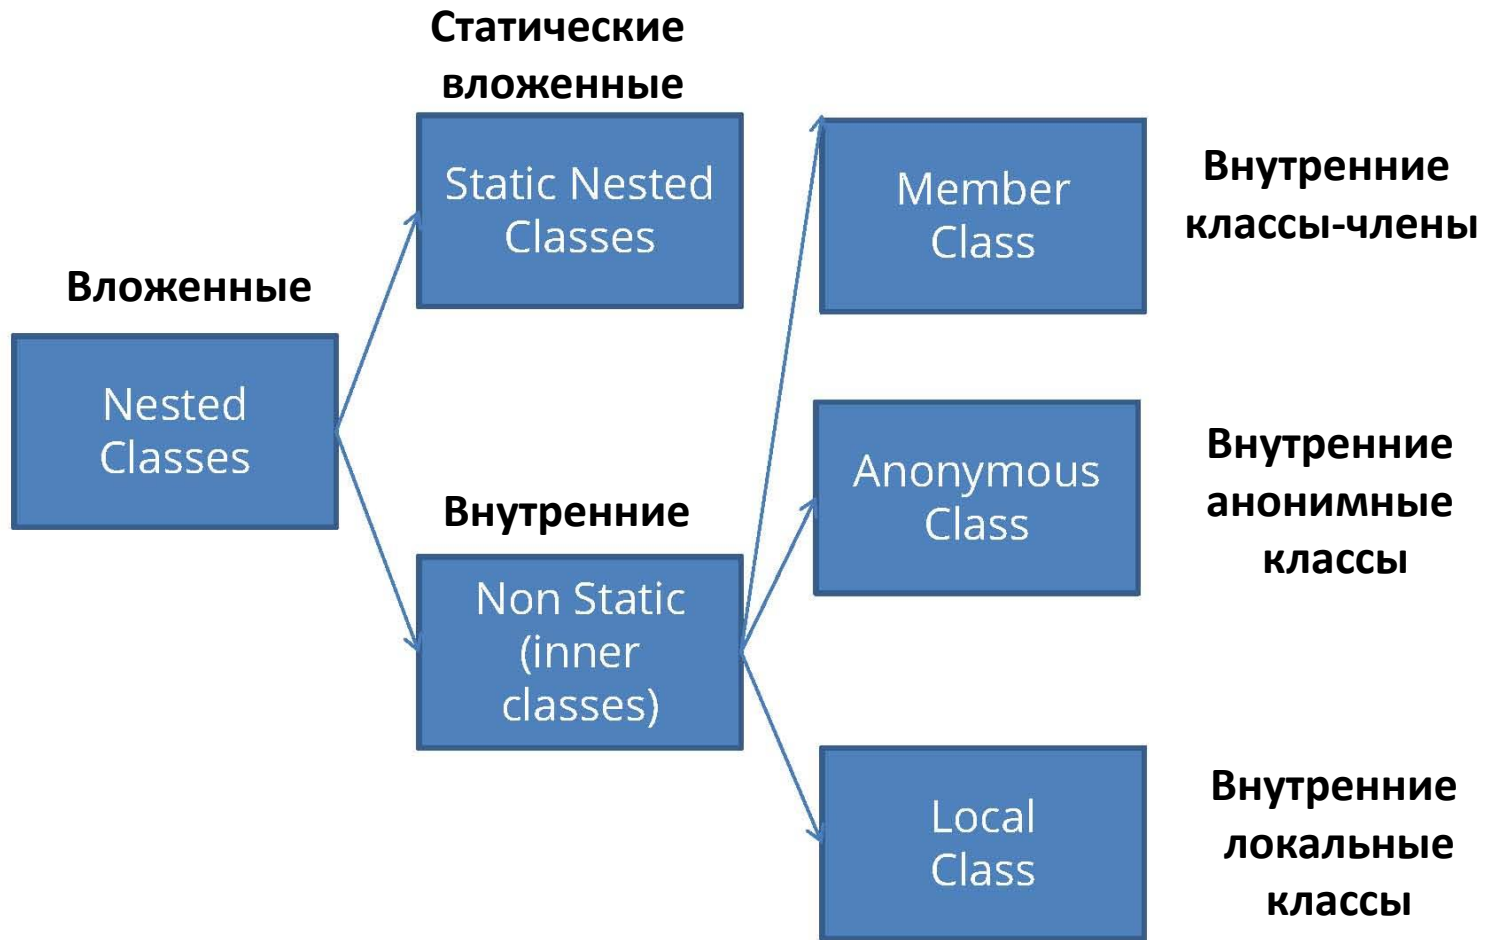 Статические
вложенные
Static Nested
Classes
Member
Class
Внутренние
классы-члены
Вложенные
Nested
Classes
Anonymous
Class
Внутренние
анонимные
классы
Внутренние
Non Static
(inner
classes)
Local
Class
Внутренние
локальные
классы